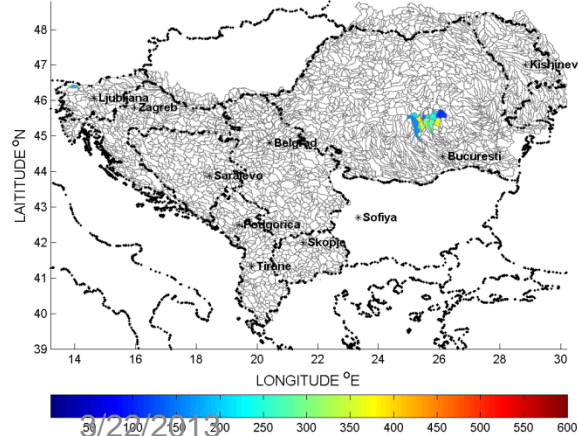 48
47
46
45
44
43
42
41
40
39
LAITITUDE °N
*Kishinev
*Ljubljana
*Zagreb
*Belgrad
*Bucuresti
*Sarajevo
*Podgorica
*Sofiya
*Skopje
*Tirane
14 16 18 20 22 24 26 28 30
LONGITUDE °E
50 100 150 200 250 300 350 400 450 500 550 600
3/22/2013